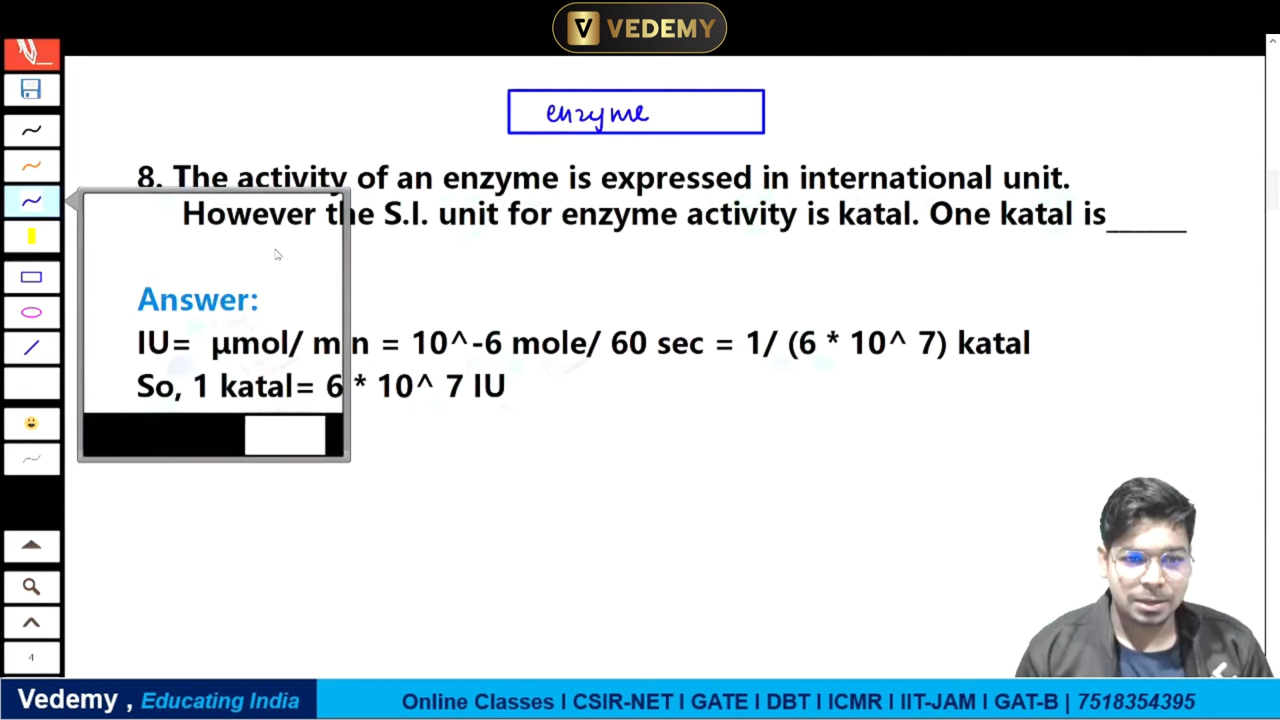 VEDEMY
enzyme
8. The activity of an enzyme is expressed in international unit.
However the S.I. unit for enzyme activity is katal. One katal is_____
Answer:
IU= μmol/ min = 10^-6 mole/ 60 sec = 1/ (6 * 10^ 7) katal
So, 1 katal= 6 * 10^ 7 IU
Vedemy , Educating India
Online Classes I CSIR-NET I GATE I DBT I ICMR I IIT-JAM I GAT-B | 7518354395